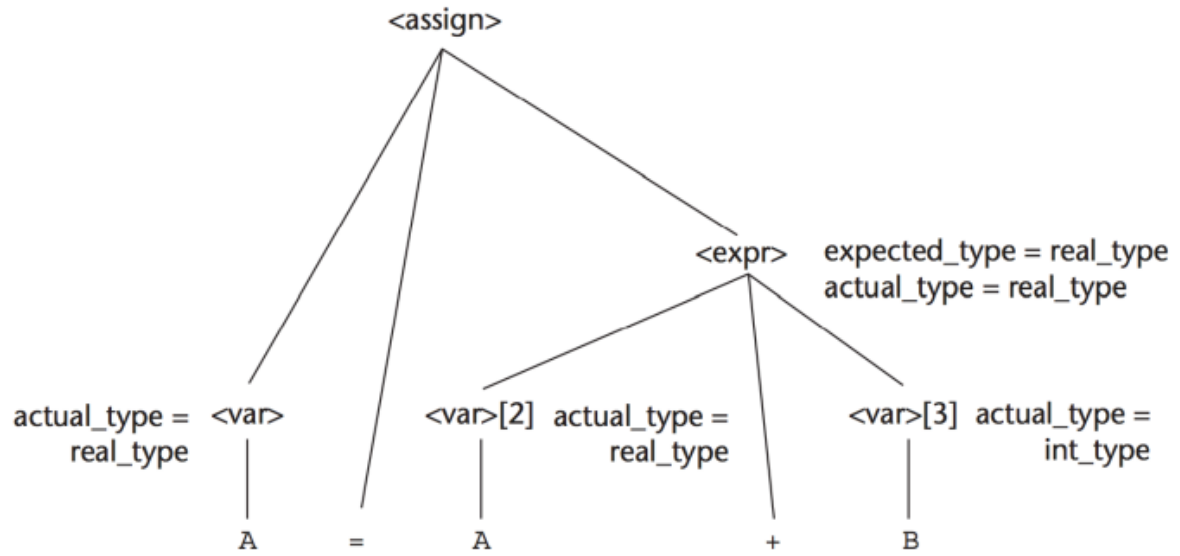 <assign>
<expr> expected_type = real_type
actual_type = real_type
actual_type = <var> <var>[2] actual_type = <var>[3] actual_type =
real_type real_type int_type
A = A + B